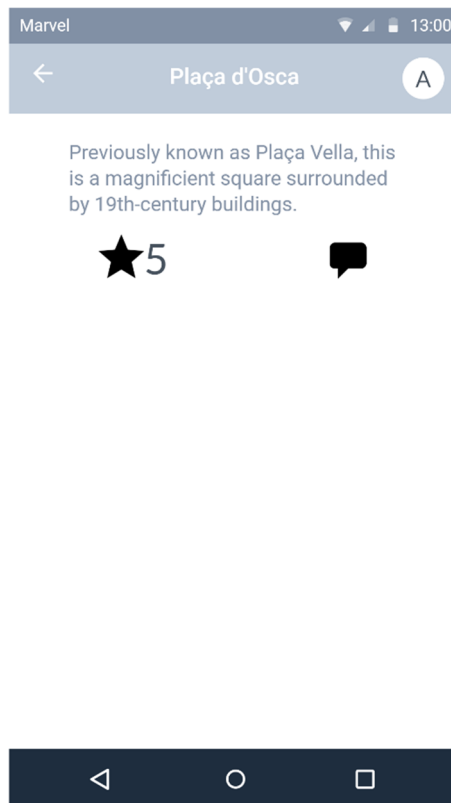 Marvel 13:00
Plaça d'Osca
A
Previously known as Plaça Vella, this
is a magnificient square surrounded
by 19th-century buildings.
5